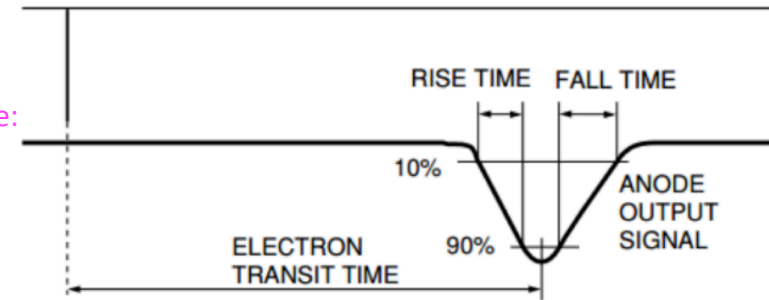 RISE TIME FALL TIME
e:
10%
ANODE
OUTPUT
SIGNAL
90%
ELECTRON
TRANSIT TIME